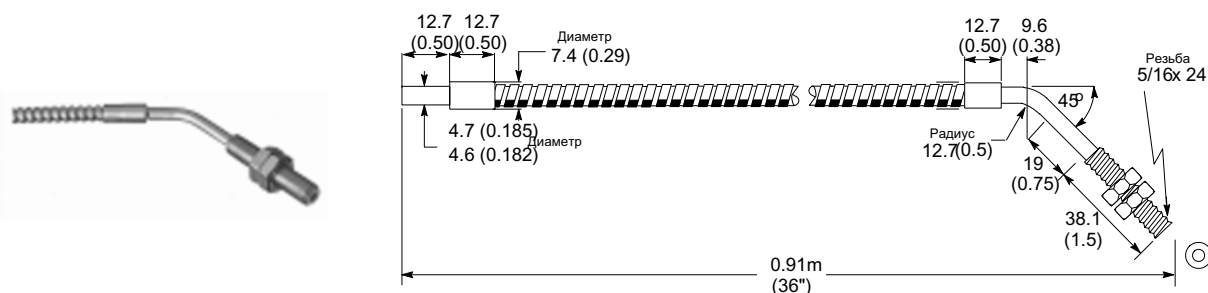 12.7
(0.50)
12.7
(0.50)
Диаметр
7.4 (0.29)
12.7
(0.50)
9.6
(0.38)
Резьба
5/16x 24
45º
4.7 (0.185)
4.6 (0.182)
Диаметр
Радиус
12.7(0.5)
19
(0.75)
38.1
(1.5)
0.91m
(36")